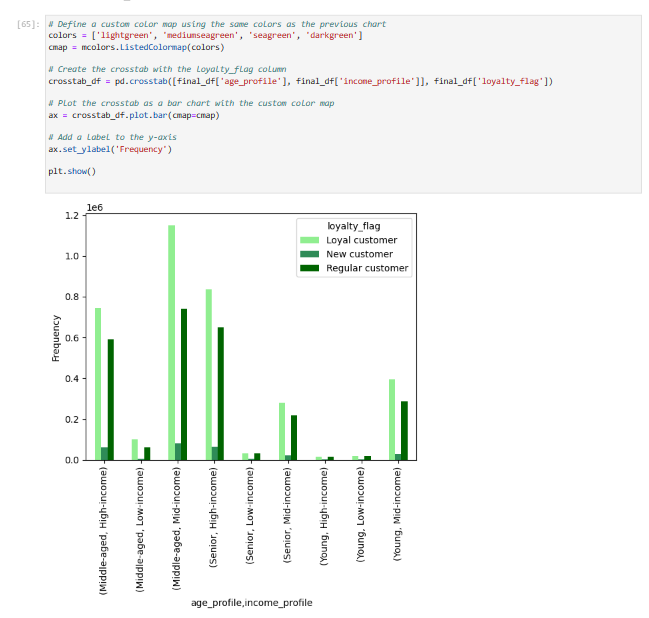 [65]:
# Define a custom color map using the same colors as the previous chart
colors = ['lightgreen', 'mediumseagreen', 'seagreen', 'darkgreen']
cmap = mcolors.ListedColormap(colors)
# Create the crosstab with the loyalty_flag column
crosstab_df = pd.crosstab([final_df['age_profile'], final_df['income_profile']], final_df['loyalty_flag'])
# Plot the crosstab as a bar chart with the custom color map
ax = crosstab_df.plot.bar(cmap=cmap)
# Add a label to the y-axis
ax.set_ylabel('Frequency')
plt.show()
1e6
1.2
1.0
0.8
0.6
0.4
0.2
0.0
Frequency
loyalty_flag
Loyal customer
New customer
Regular customer
(Middle-aged, High-income)
(Middle-aged, Low-income)
(Middle-aged, Mid-income)
(Senior, High-income)
(Senior, Low-income)
(Senior, Mid-income)
(Young, High-income)
(Young, Low-income)
(Young, Mid-income)
age_profile,income_profile